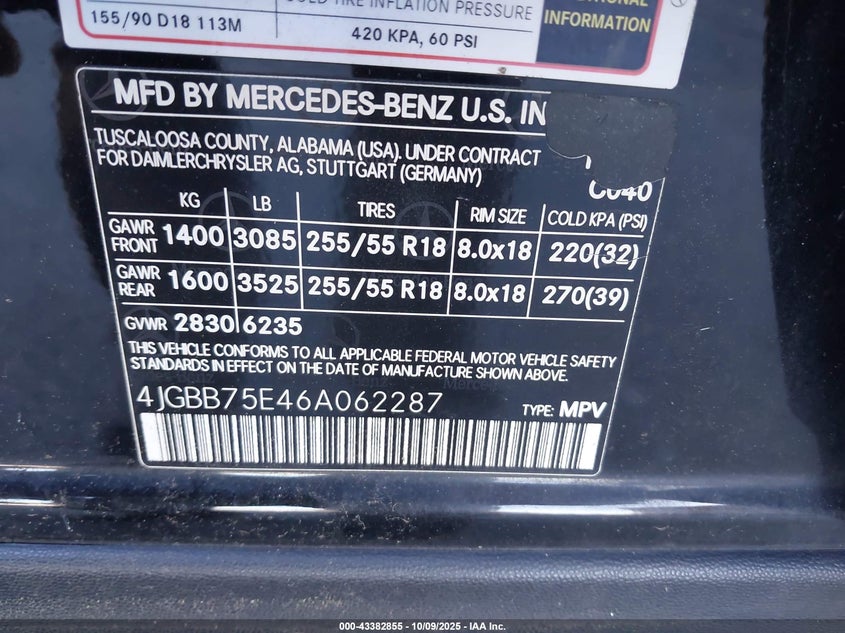 COLD TIRE INFLATION PRESSURE
155/90 D18 113M
420 KPA, 60 PSI
INFORMATION
MFD BY MERCEDES-BENZ U.S. IN
TUSCALOOSA COUNTY, ALABAMA (USA). UNDER CONTRACT
FOR DAIMLERCHRYSLER AG, STUTTGART (GERMANY)
C040
KG LB TIRES RIM SIZE COLD KPA (PSI)
GAWR FRONT 1400 3085 255/55 R18 8.0x18 220(32)
GAWR REAR 1600 3525 255/55 R18 8.0x18 270(39)
GVWR 2830 6235
THIS VEHICLE CONFORMS TO ALL APPLICABLE FEDERAL MOTOR VEHICLE SAFETY
STANDARDS IN EFFECT ON THE DATE OF MANUFACTURE SHOWN ABOVE.
4JGBB75E46A062287 TYPE: MPV
000-43382855 - 10/09/2025 - IAA Inc.